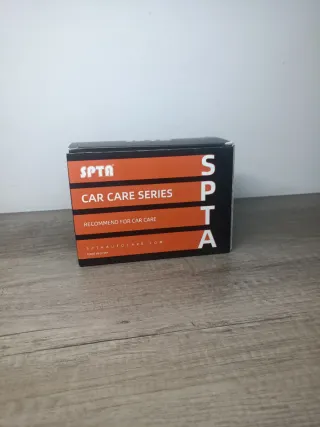 SPTA
CAR CARE SERIES
RECOMMEND FOR CAR CARE
SPTA